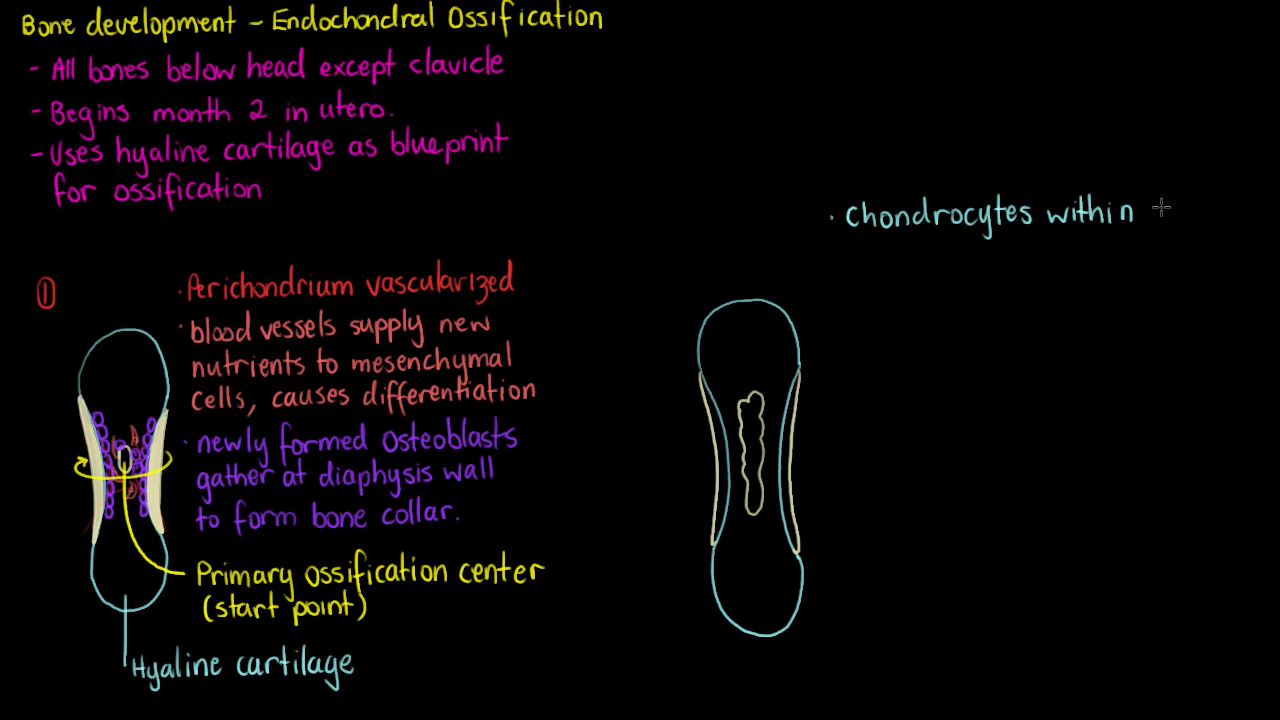 Bone development - Endochondral Ossification
- All bones below head except clavicle
- Begins month 2 in utero.
- Uses hyaline cartilage as blueprint
for ossification
· Chondrocytes within
①
· Perichondrium vascularized
· blood vessels supply new
nutrients to mesenchymal
cells, causes differentiation
· newly formed osteoblasts
gather at diaphysis wall
to form bone collar.
Primary ossification center
(start point)
Hyaline cartilage